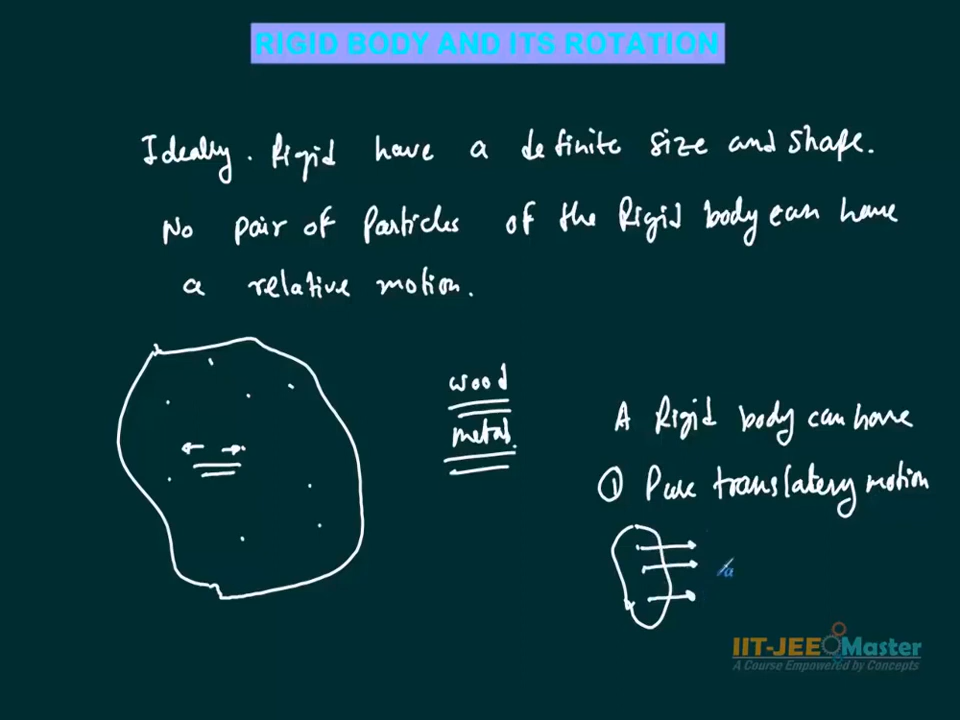 RIGID BODY AND ITS ROTATION
Ideally. Rigid have a definite size and shape.
No pair of particles of the Rigid body can have
a relative motion.
wood
metal.
A Rigid body can have
① Pure translatery motion
IIT-JEE Master
A Course Empowered by Concepts